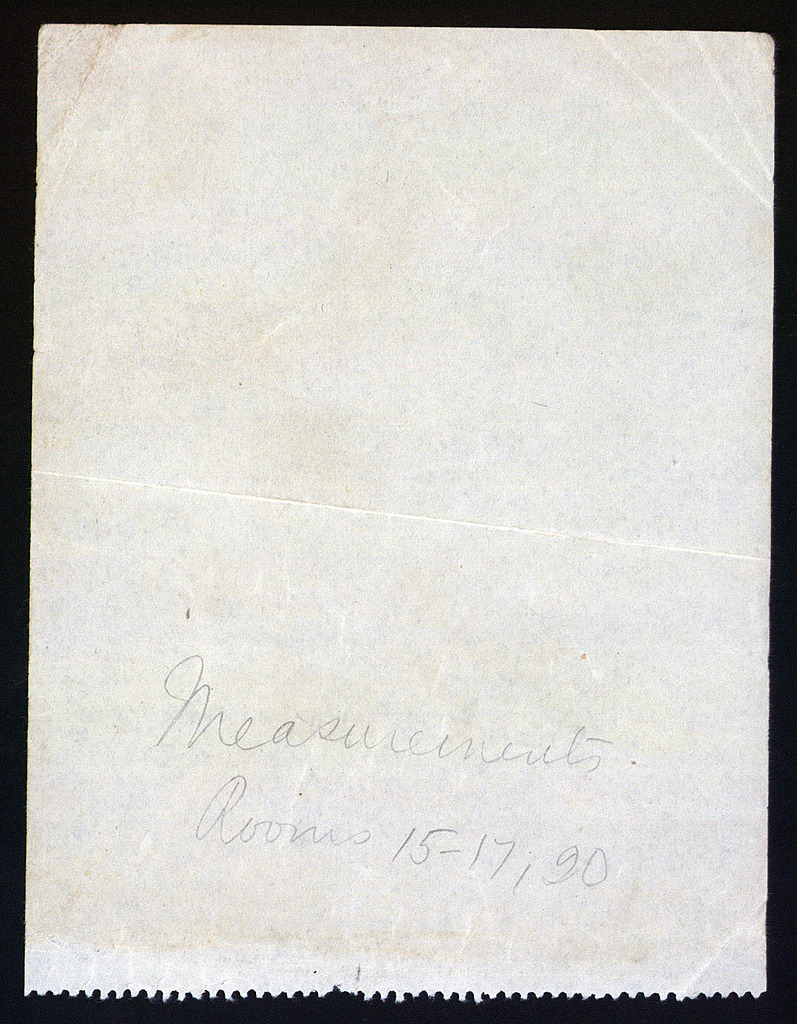 Measurements.
Rooms 15-17, 90